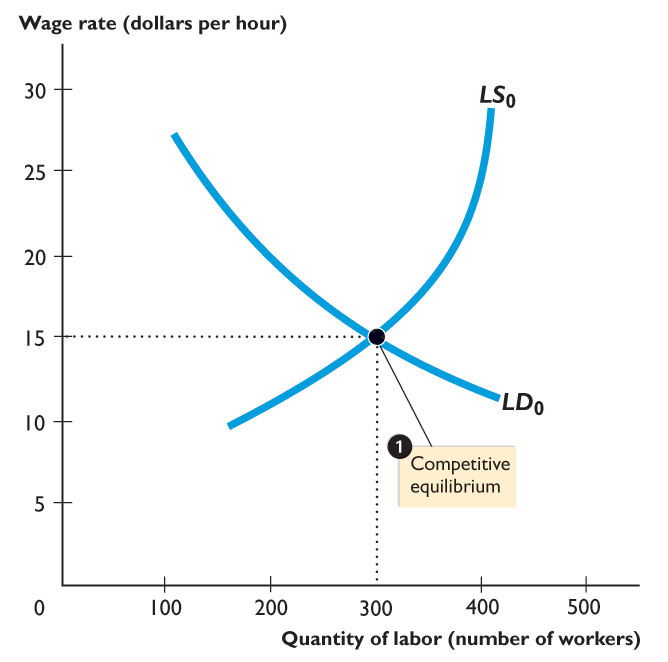 Wage rate (dollars per hour)
30
LS0
25
20
15
10
LD0
1
Competitive
equilibrium
5
0
100
200
300
400
500
Quantity of labor (number of workers)